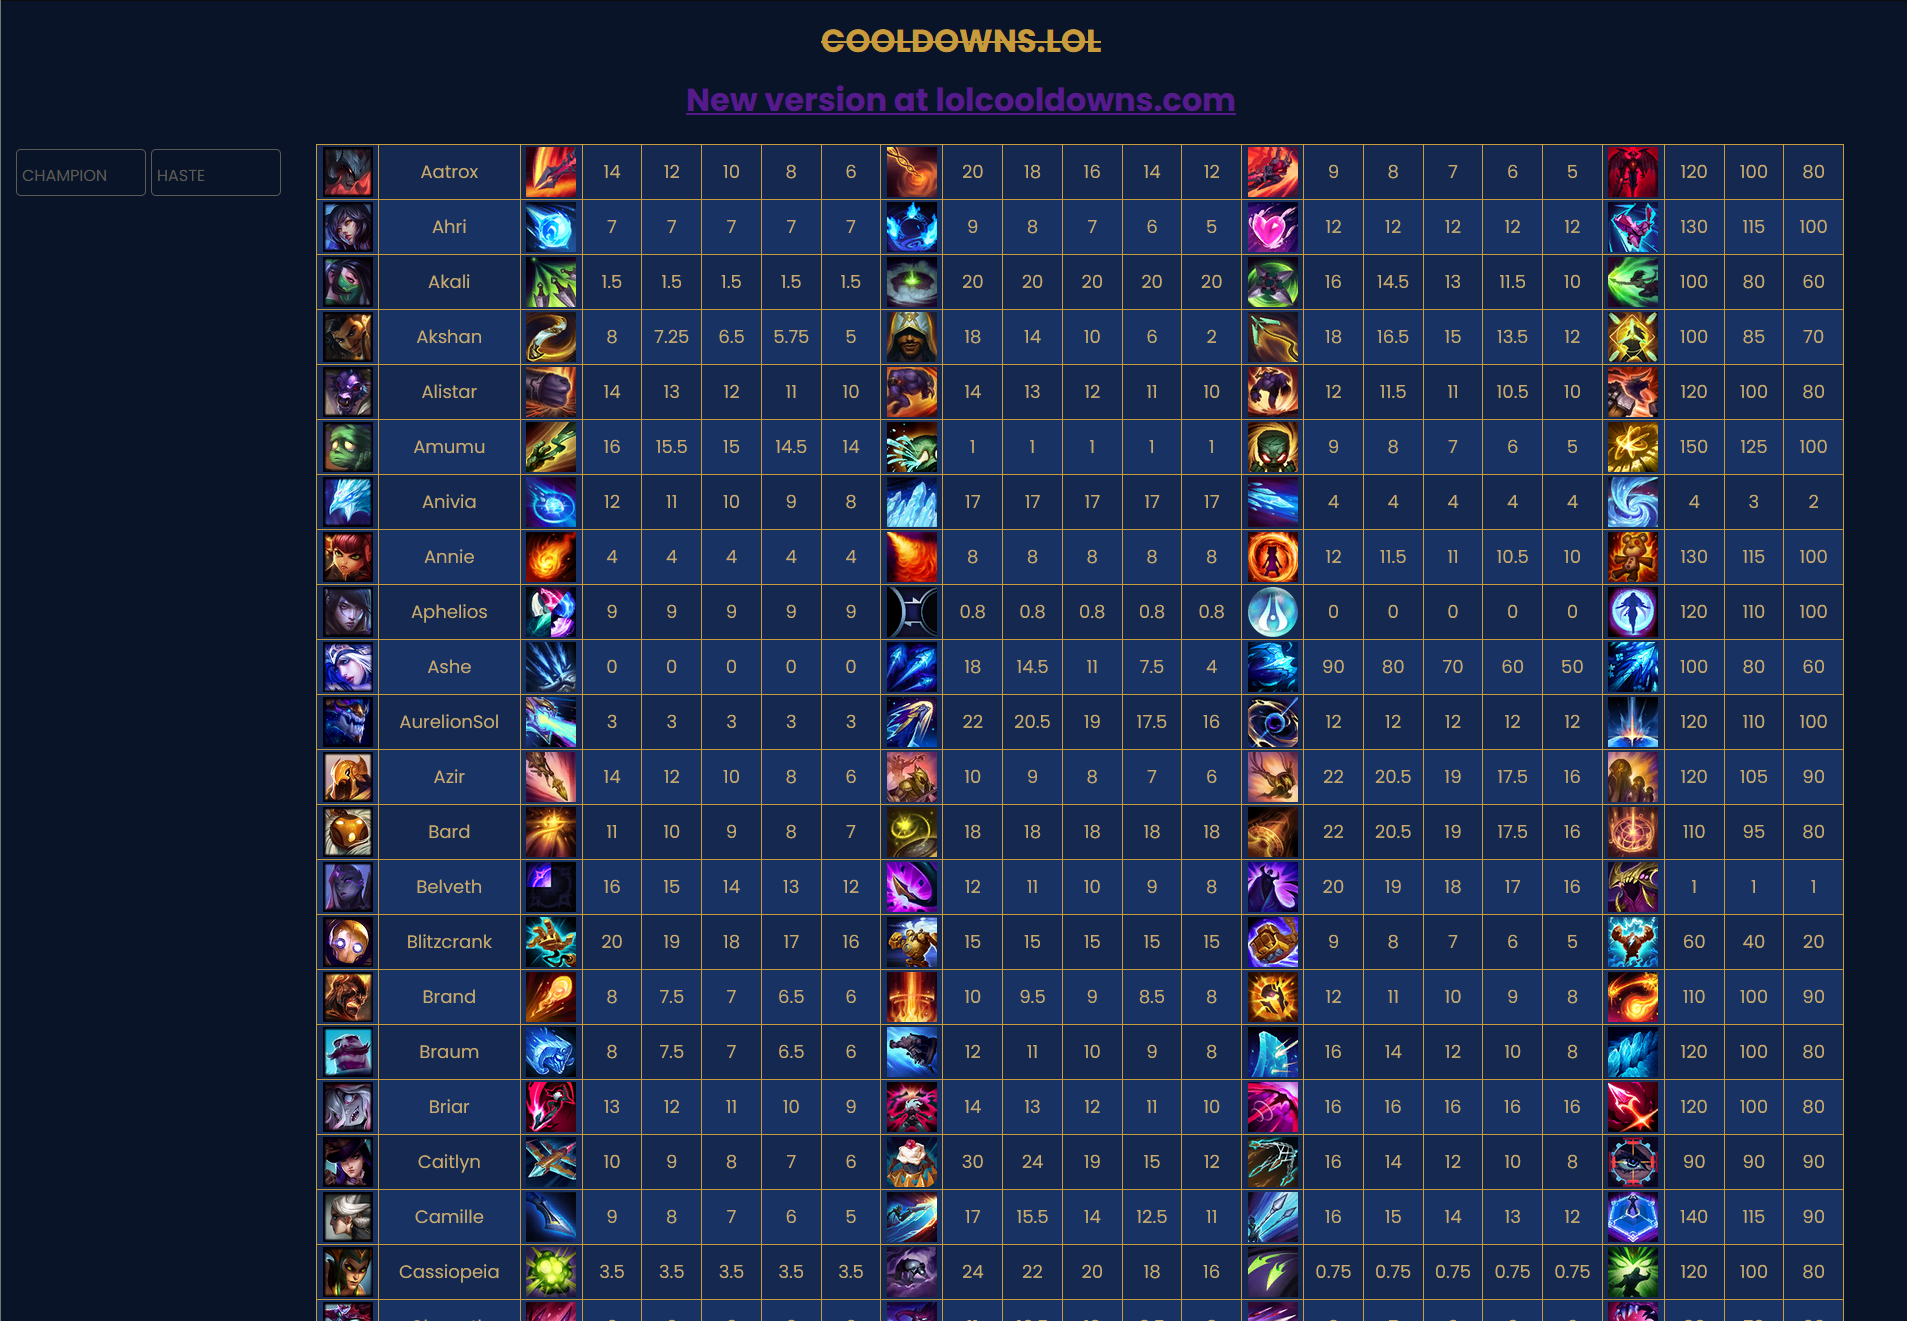 COOLDOWNS.LOL
New version at lolcooldowns.com
CHAMPION HASTE
Aatrox 14 12 10 8 6 20 18 16 14 12 9 8 7 6 5 120 100 80
Ahri 7 7 7 7 7 9 8 7 6 5 12 12 12 12 12 130 115 100
Akali 1.5 1.5 1.5 1.5 1.5 20 20 20 20 20 16 14.5 13 11.5 10 100 80 60
Akshan 8 7.25 6.5 5.75 5 18 14 10 6 2 18 16.5 15 13.5 12 100 85 70
Alistar 14 13 12 11 10 14 13 12 11 10 12 11.5 11 10.5 10 120 100 80
Amumu 16 15.5 15 14.5 14 1 1 1 1 1 9 8 7 6 5 150 125 100
Anivia 12 11 10 9 8 17 17 17 17 17 4 4 4 4 4 4 3 2
Annie 4 4 4 4 4 8 8 8 8 8 12 11.5 11 10.5 10 130 115 100
Aphelios 9 9 9 9 9 0.8 0.8 0.8 0.8 0.8 0 0 0 0 0 120 110 100
Ashe 0 0 0 0 0 18 14.5 11 7.5 4 90 80 70 60 50 100 80 60
AurelionSol 3 3 3 3 3 22 20.5 19 17.5 16 12 12 12 12 12 120 110 100
Azir 14 12 10 8 6 10 9 8 7 6 22 20.5 19 17.5 16 120 105 90
Bard 11 10 9 8 7 18 18 18 18 18 22 20.5 19 17.5 16 110 95 80
Belveth 16 15 14 13 12 12 11 10 9 8 20 19 18 17 16 1 1 1
Blitzcrank 20 19 18 17 16 15 15 15 15 15 9 8 7 6 5 60 40 20
Brand 8 7.5 7 6.5 6 10 9.5 9 8.5 8 12 11 10 9 8 110 100 90
Braum 8 7.5 7 6.5 6 12 11 10 9 8 16 14 12 10 8 120 100 80
Briar 13 12 11 10 9 14 13 12 11 10 16 16 16 16 16 120 100 80
Caitlyn 10 9 8 7 6 30 24 19 15 12 16 14 12 10 8 90 90 90
Camille 9 8 7 6 5 17 15.5 14 12.5 11 16 15 14 13 12 140 115 90
Cassiopeia 3.5 3.5 3.5 3.5 3.5 24 22 20 18 16 0.75 0.75 0.75 0.75 0.75 120 100 80